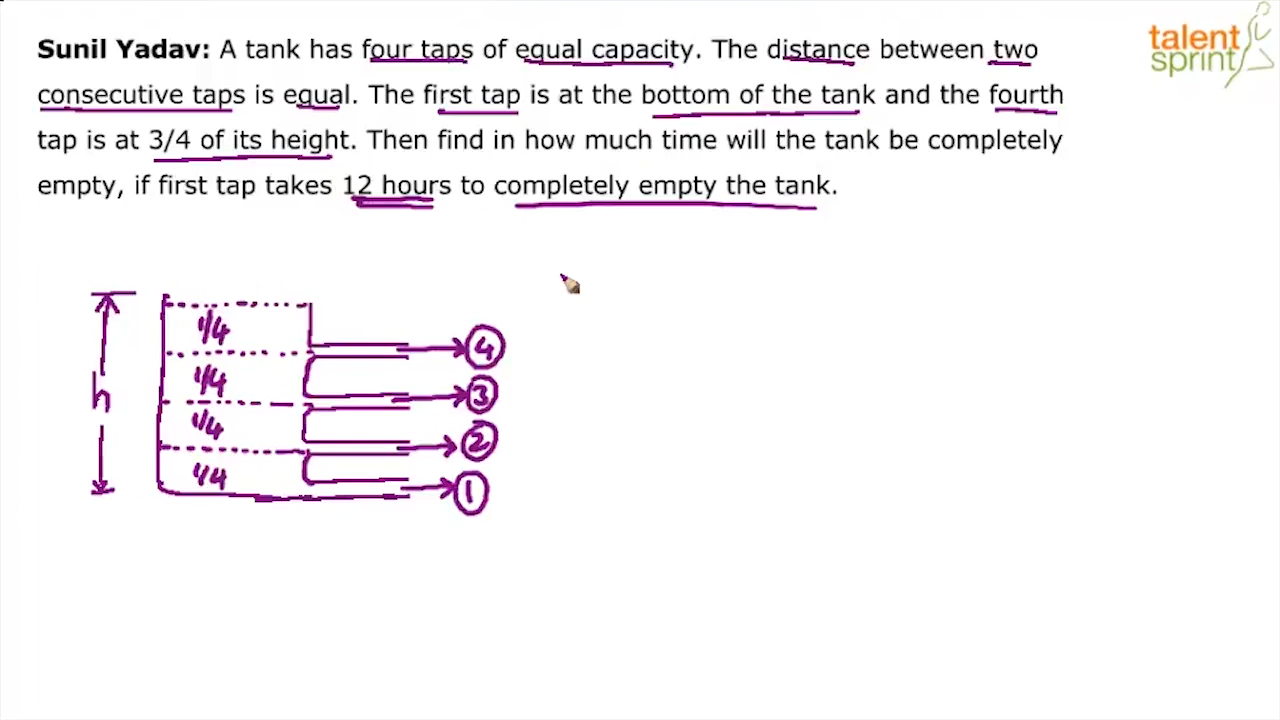 Sunil Yadav: A tank has four taps of equal capacity. The distance between two
consecutive taps is equal. The first tap is at the bottom of the tank and the fourth
tap is at 3/4 of its height. Then find in how much time will the tank be completely
empty, if first tap takes 12 hours to completely empty the tank.
talent
sprint
1/4
4
1/4
3
h
1/4
2
1/4
1